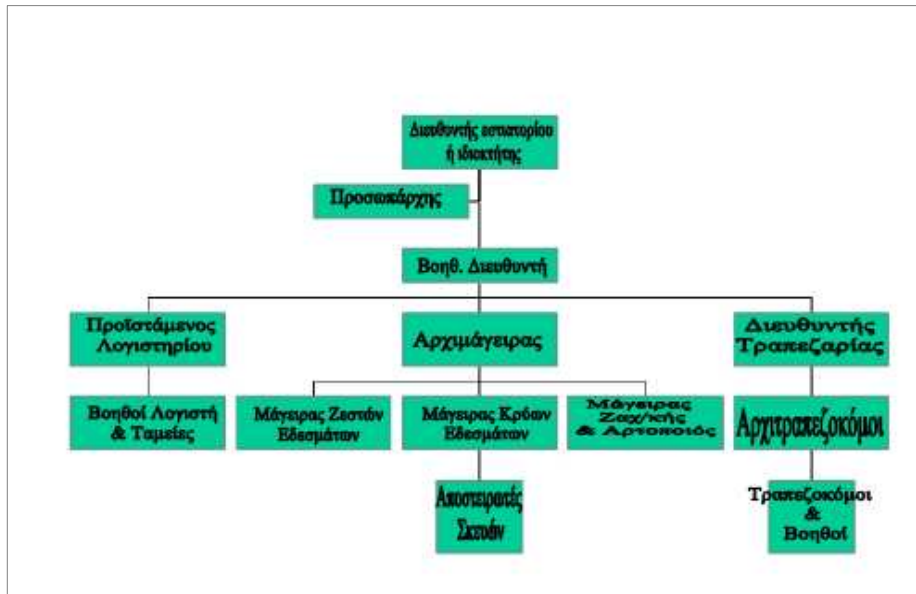 Διευθυντής εστιατορίου
ή ιδιοκτήτης
Προσωπάρχης
Βοηθ. Διευθυντή
Προϊστάμενος
Λογιστηρίου
Αρχιμάγειρας
Διευθυντής
Τραπεζαρίας
Βοηθοί Λογιστή
& Ταμείες
Μάγειρας Ζεστών
Εδεσμάτων
Μάγειρας Κρύων
Εδεσμάτων
Μάγειρας
Ζαχ/κής
& Αρτοποιός
Αρχιτραπεζοκόμοι
Αποστειρωτές
Σκευών
Τραπεζοκόμοι
&
Βοηθοί